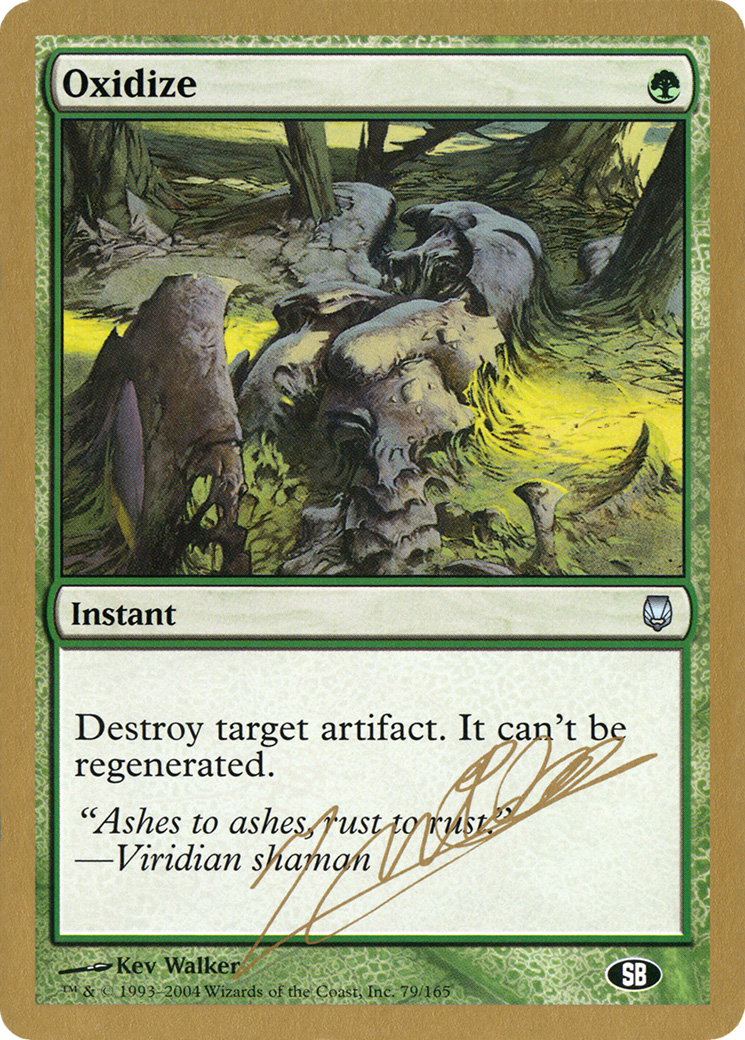 Oxidize
Instant
Destroy target artifact. It can't be
regenerated.
“Ashes to ashes, rust to rust.”
—Viridian shaman
Kev Walker
SB
™ & © 1993–2004 Wizards of the Coast, Inc. 79/165